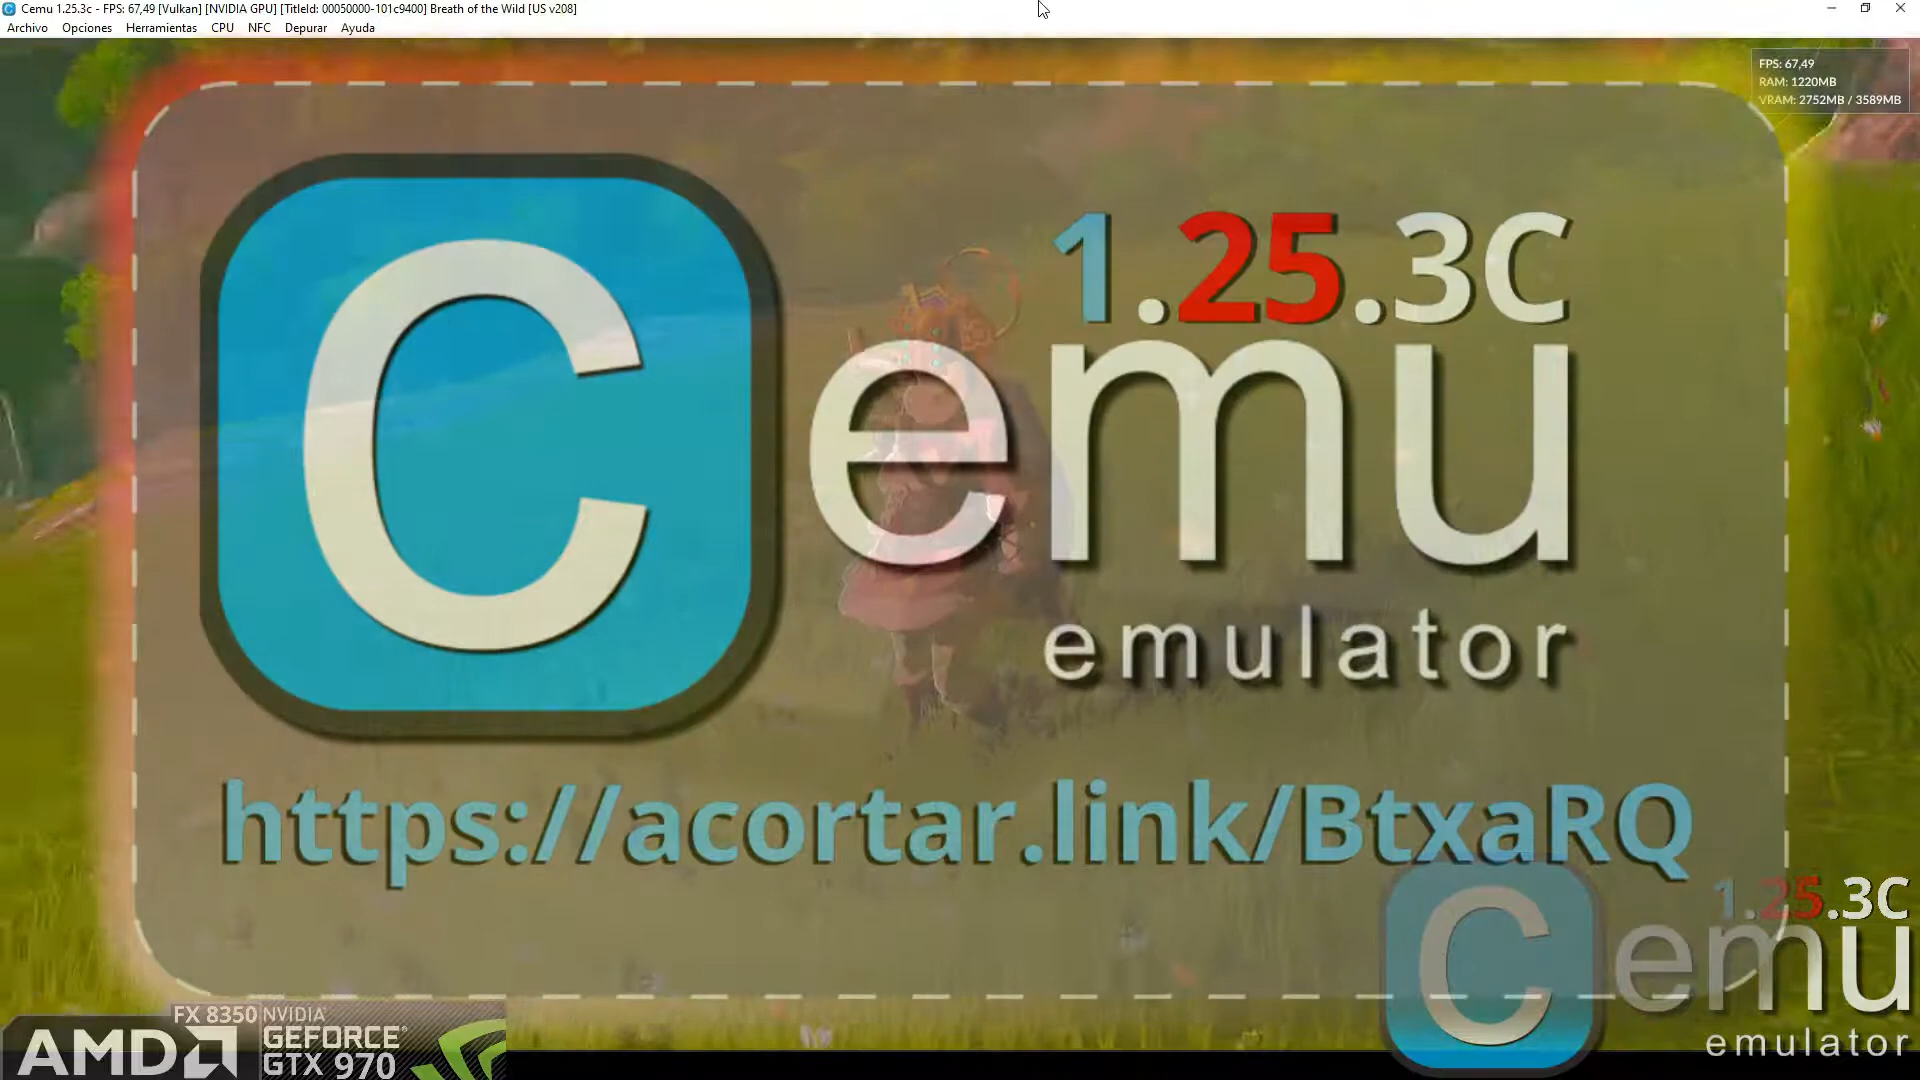 Cemu 1.25.3c - FPS: 67,49 [Vulkan] [NVIDIA GPU] [TitleId: 00050000-101c9400] Breath of the Wild [US v208]
Archivo Opciones Herramientas CPU NFC Depurar Ayuda
FPS: 67,49
RAM: 1220MB
VRAM: 2752MB / 3589MB
1.25.3C
Cemu
emulator
https://acortar.link/BtxaRQ
1.25.3C
Cemu
emulator
AMD
FX 8350
NVIDIA
GEFORCE®
GTX 970